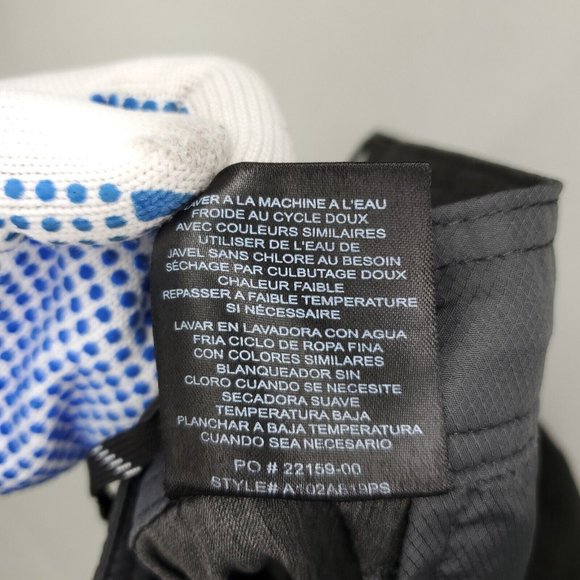 LAVER A LA MACHINE A L'EAU
FROIDE AU CYCLE DOUX
AVEC COULEURS SIMILAIRES
UTILISER DE L'EAU DE
JAVEL SANS CHLORE AU BESOIN
SÉCHAGE PAR CULBUTAGE DOUX
CHALEUR FAIBLE
REPASSER A FAIBLE TEMPERATURE
SI NÉCESSAIRE
LAVAR EN LAVADORA CON AGUA
FRIA CICLO DE ROPA FINA
CON COLORES SIMILARES
BLANQUEADOR SIN
CLORO CUANDO SE NECESITE
SECADORA SUAVE
TEMPERATURA BAJA
PLANCHAR A BAJA TEMPERATURA
CUANDO SEA NECESARIO
PO # 22159-00
STYLE#